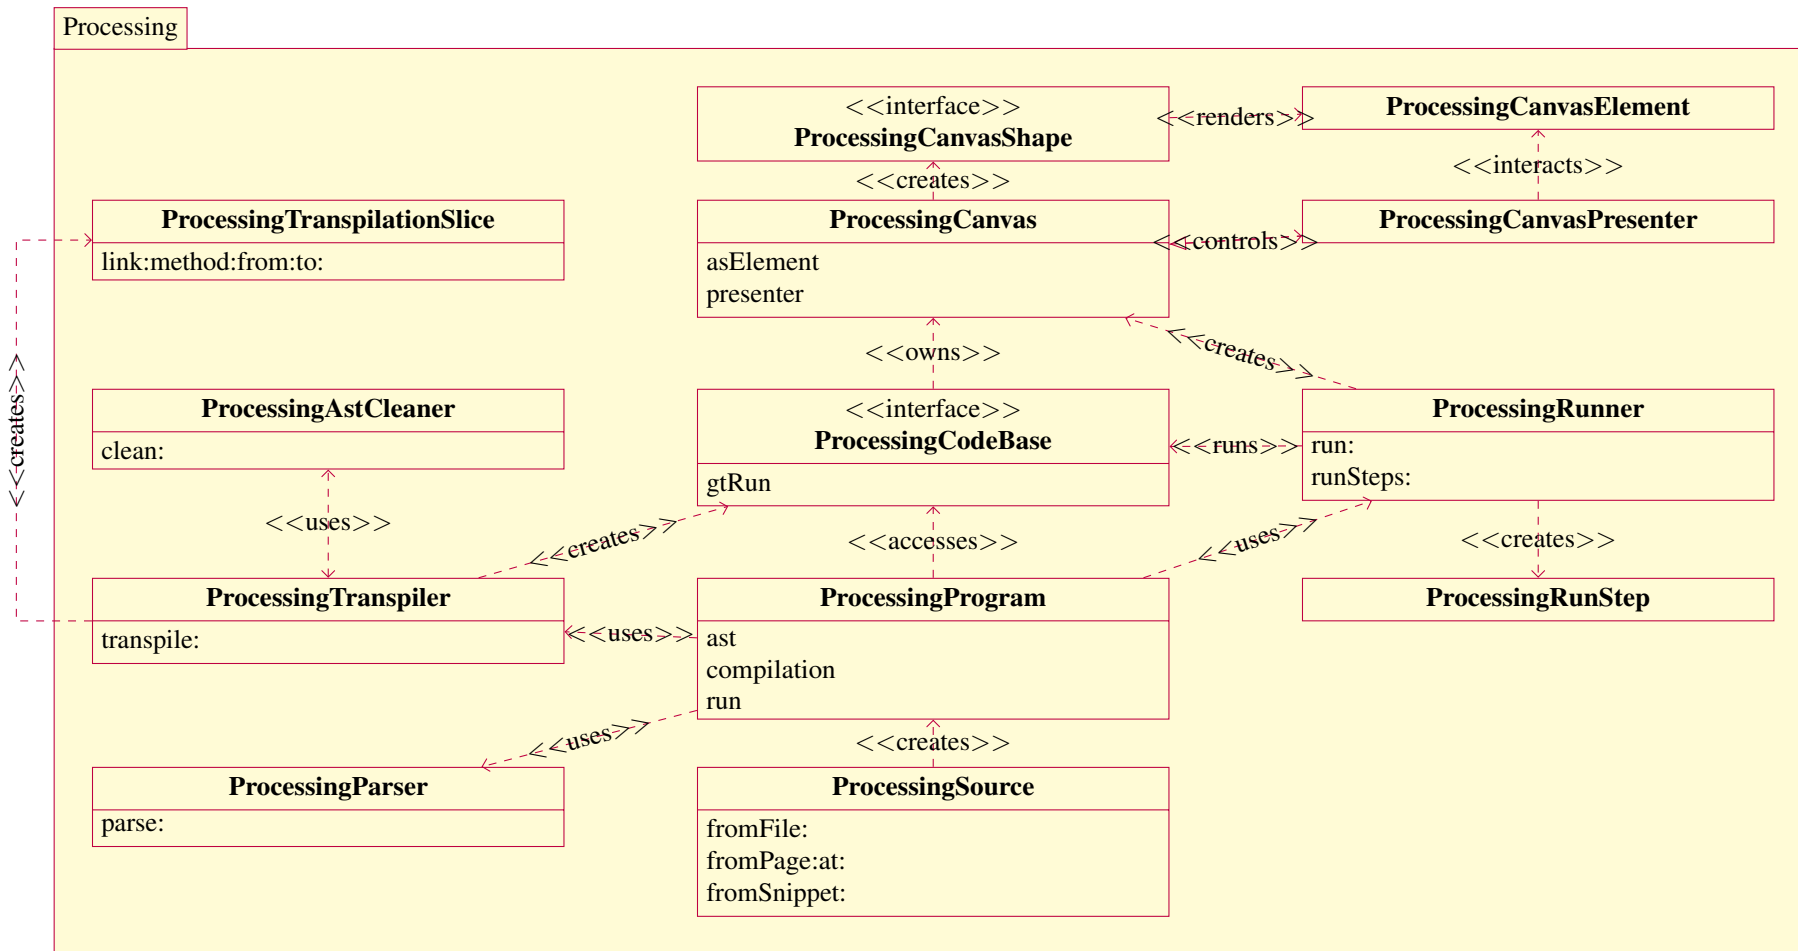 Processing
<<interface>>
ProcessingCanvasShape
<<renders>>
ProcessingCanvasElement
<<creates>>
<<interacts>>
ProcessingTranspilationSlice
link:method:from:to:
ProcessingCanvas
asElement
presenter
<<controls>>
ProcessingCanvasPresenter
<<owns>>
<<creates>>
<<creates>>
ProcessingAstCleaner
clean:
<<interface>>
ProcessingCodeBase
gtRun
<<runs>>
ProcessingRunner
run:
runSteps:
<<uses>>
<<creates>>
<<accesses>>
<<uses>>
<<creates>>
ProcessingTranspiler
transpile:
<<uses>>
ProcessingProgram
ast
compilation
run
ProcessingRunStep
<<uses>>
<<creates>>
ProcessingParser
parse:
ProcessingSource
fromFile:
fromPage:at:
fromSnippet: